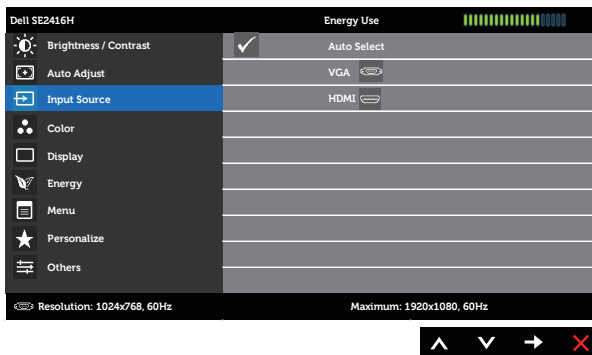 Dell SE2416H Energy Use
Brightness / Contrast Auto Select
Auto Adjust VGA
Input Source HDMI
Color
Display
Energy
Menu
Personalize
Others
Resolution: 1024x768, 60Hz Maximum: 1920x1080, 60Hz